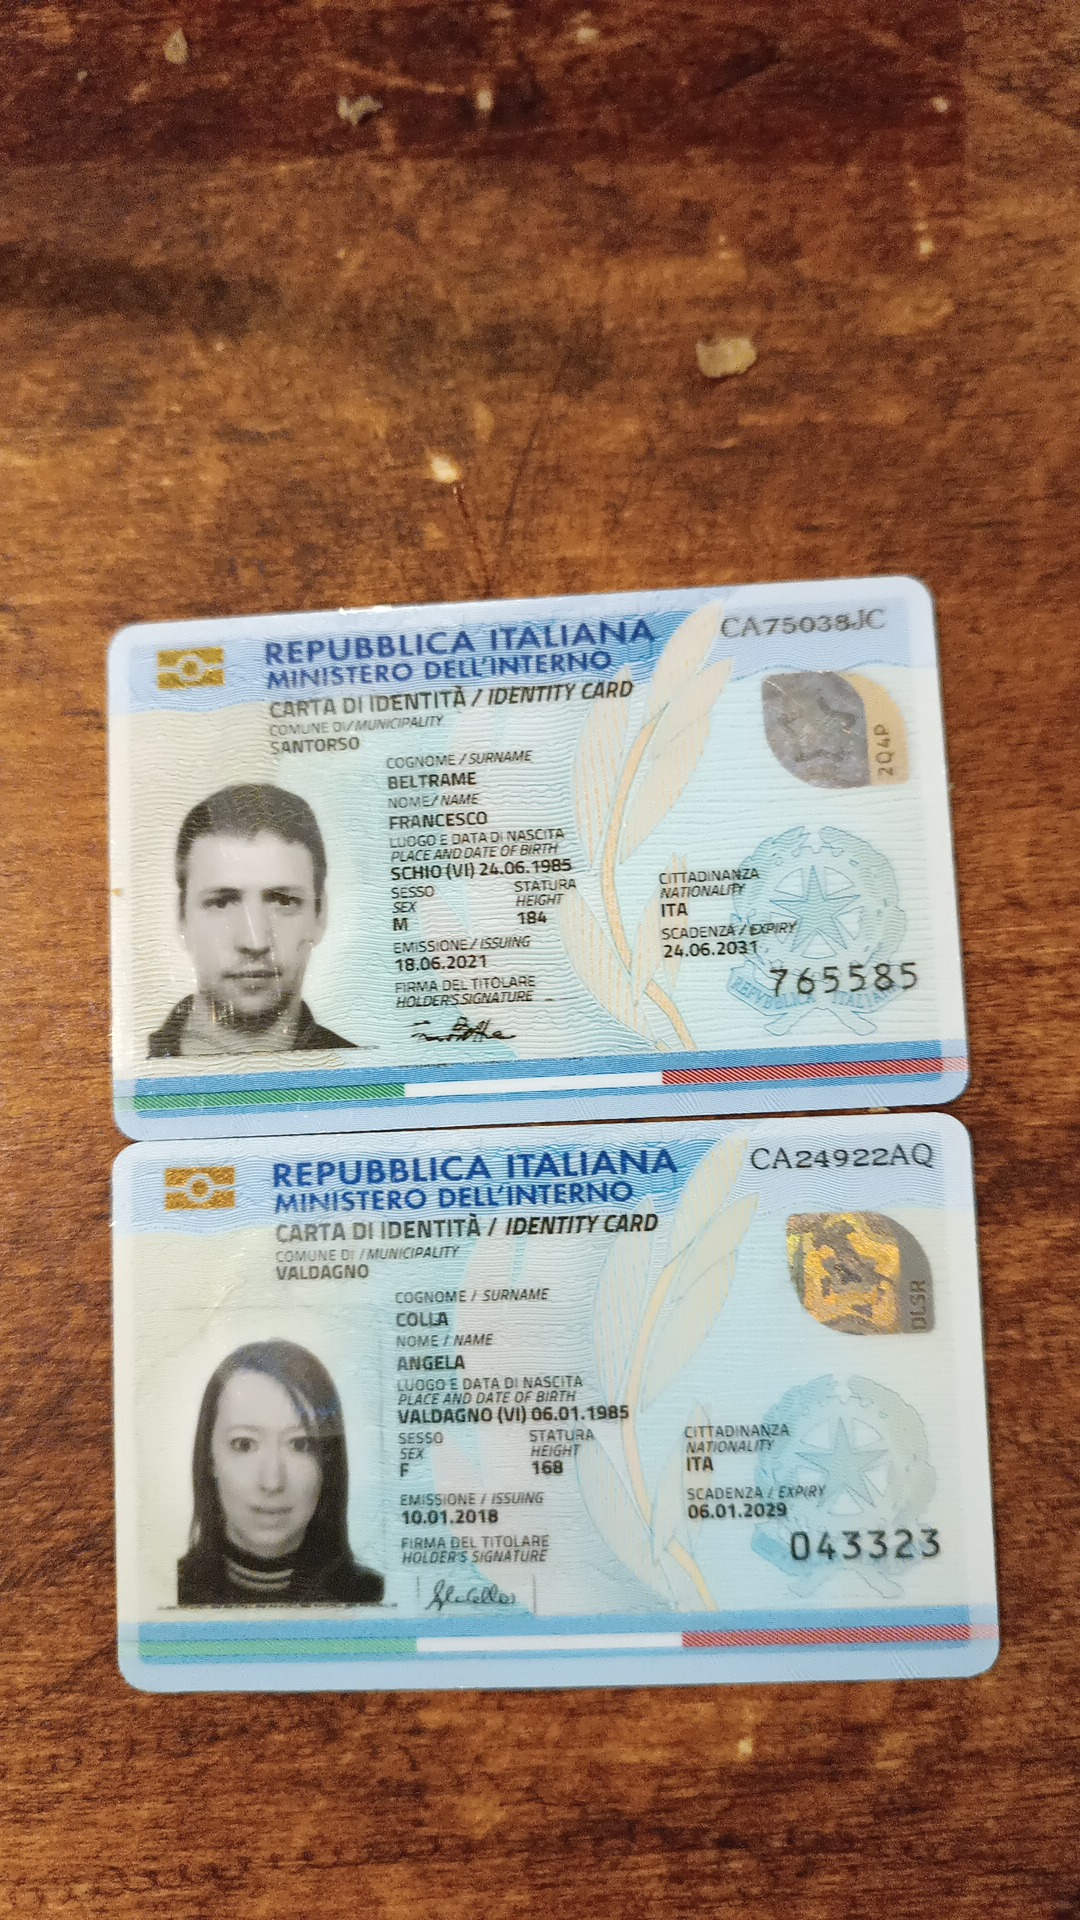 REPUBBLICA ITALIANA
CA75038JC
MINISTERO DELL'INTERNO
CARTA DI IDENTITÀ / IDENTITY CARD
COMUNE DI / MUNICIPALITY
SANTORSO
2Q4P
COGNOME / SURNAME
BELTRAME
NOME / NAME
FRANCESCO
LUOGO E DATA DI NASCITA
PLACE AND DATE OF BIRTH
SCHIO (VI) 24.06.1985
SESSO STATURA
SEX HEIGHT
M 184
CITTADINANZA
NATIONALITY
ITA
EMISSIONE / ISSUING
18.06.2021
SCADENZA / EXPIRY
24.06.2031
FIRMA DEL TITOLARE
HOLDER'S SIGNATURE
765585
REPVBBLICA ITALIANA
REPUBBLICA ITALIANA
CA24922AQ
MINISTERO DELL'INTERNO
CARTA DI IDENTITÀ / IDENTITY CARD
COMUNE DI / MUNICIPALITY
VALDAGNO
DLSR
COGNOME / SURNAME
COLLA
NOME / NAME
ANGELA
LUOGO E DATA DI NASCITA
PLACE AND DATE OF BIRTH
VALDAGNO (VI) 06.01.1985
SESSO STATURA
SEX HEIGHT
F 168
CITTADINANZA
NATIONALITY
ITA
EMISSIONE / ISSUING
10.01.2018
SCADENZA / EXPIRY
06.01.2029
FIRMA DEL TITOLARE
HOLDER'S SIGNATURE
043323